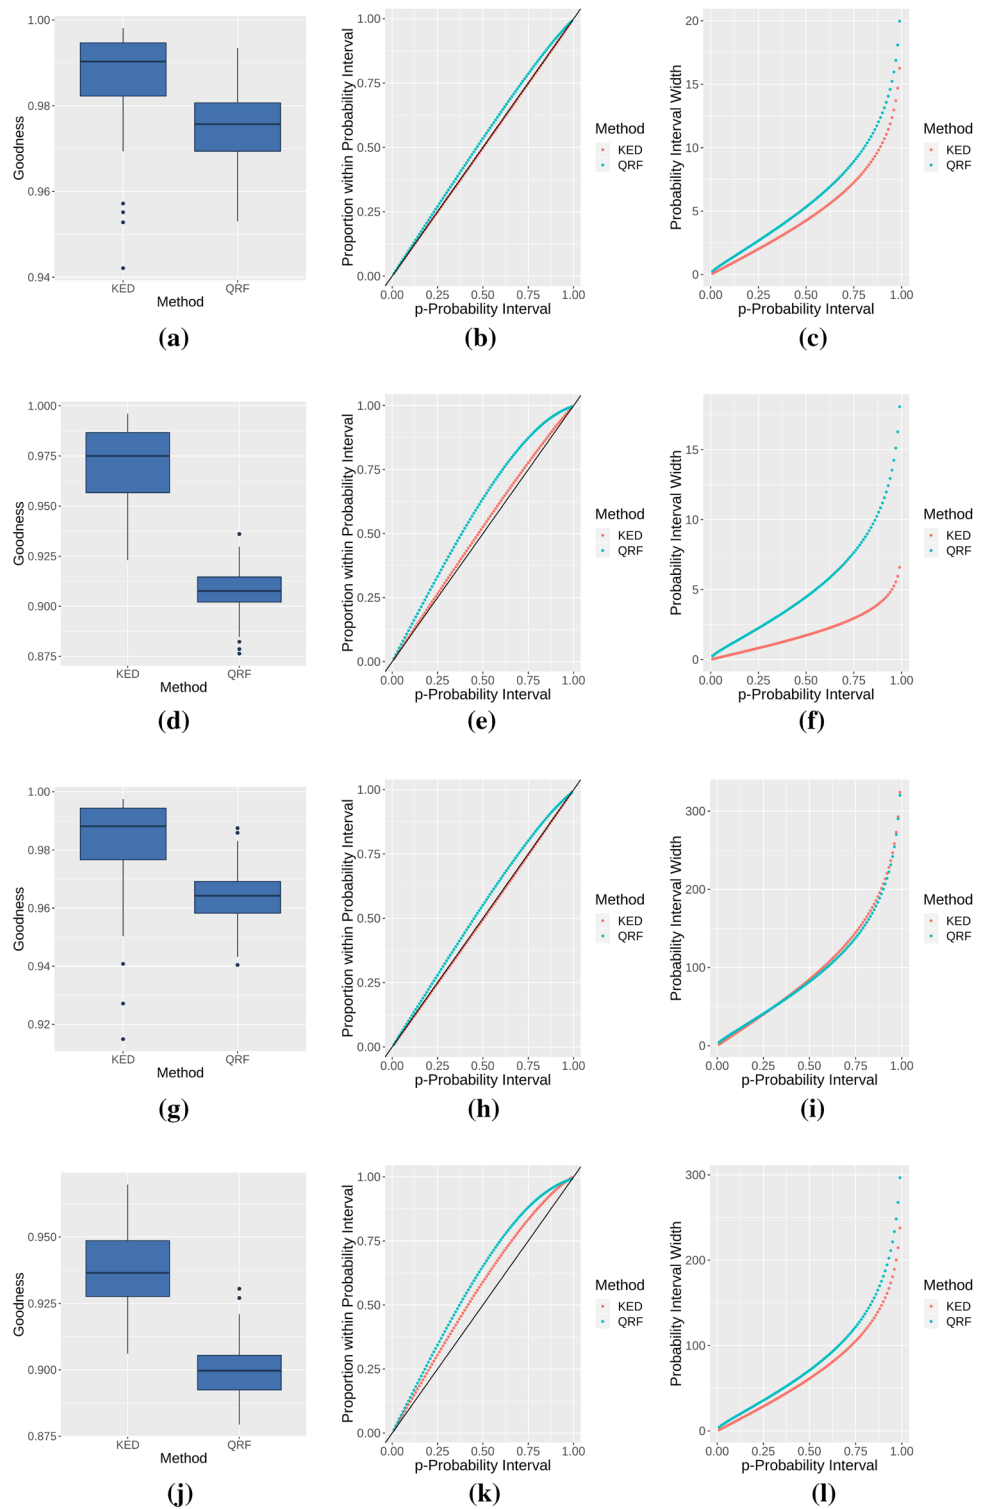 1.00
0.98
0.96
0.94
Goodness
KED
QRF
Method
(a)
1.00
0.75
0.50
0.25
0.00
Proportion within Probability Interval
0.00
0.25
0.50
0.75
1.00
p-Probability Interval
Method
KED
QRF
(b)
20
15
10
5
0
Probability Interval Width
0.00
0.25
0.50
0.75
1.00
p-Probability Interval
Method
KED
QRF
(c)
1.000
0.975
0.950
0.925
0.900
0.875
Goodness
KED
QRF
Method
(d)
1.00
0.75
0.50
0.25
0.00
Proportion within Probability Interval
0.00
0.25
0.50
0.75
1.00
p-Probability Interval
Method
KED
QRF
(e)
15
10
5
0
Probability Interval Width
0.00
0.25
0.50
0.75
1.00
p-Probability Interval
Method
KED
QRF
(f)
1.00
0.98
0.96
0.94
0.92
Goodness
KED
QRF
Method
(g)
1.00
0.75
0.50
0.25
0.00
Proportion within Probability Interval
0.00
0.25
0.50
0.75
1.00
p-Probability Interval
Method
KED
QRF
(h)
300
200
100
0
Probability Interval Width
0.00
0.25
0.50
0.75
1.00
p-Probability Interval
Method
KED
QRF
(i)
0.950
0.925
0.900
0.875
Goodness
KED
QRF
Method
(j)
1.00
0.75
0.50
0.25
0.00
Proportion within Probability Interval
0.00
0.25
0.50
0.75
1.00
p-Probability Interval
Method
KED
QRF
(k)
300
200
100
0
Probability Interval Width
0.00
0.25
0.50
0.75
1.00
p-Probability Interval
Method
KED
QRF
(l)